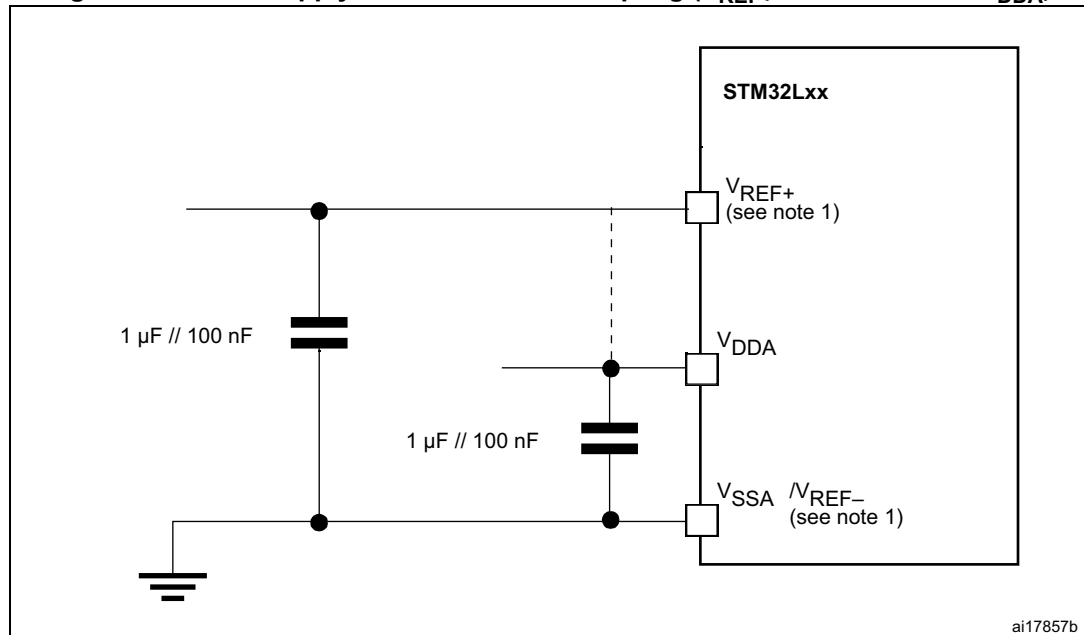 STM32Lxx
VREF+
(see note 1)
1 µF // 100 nF
VDDA
1 µF // 100 nF
VSSA /VREF–
(see note 1)
ai17857b